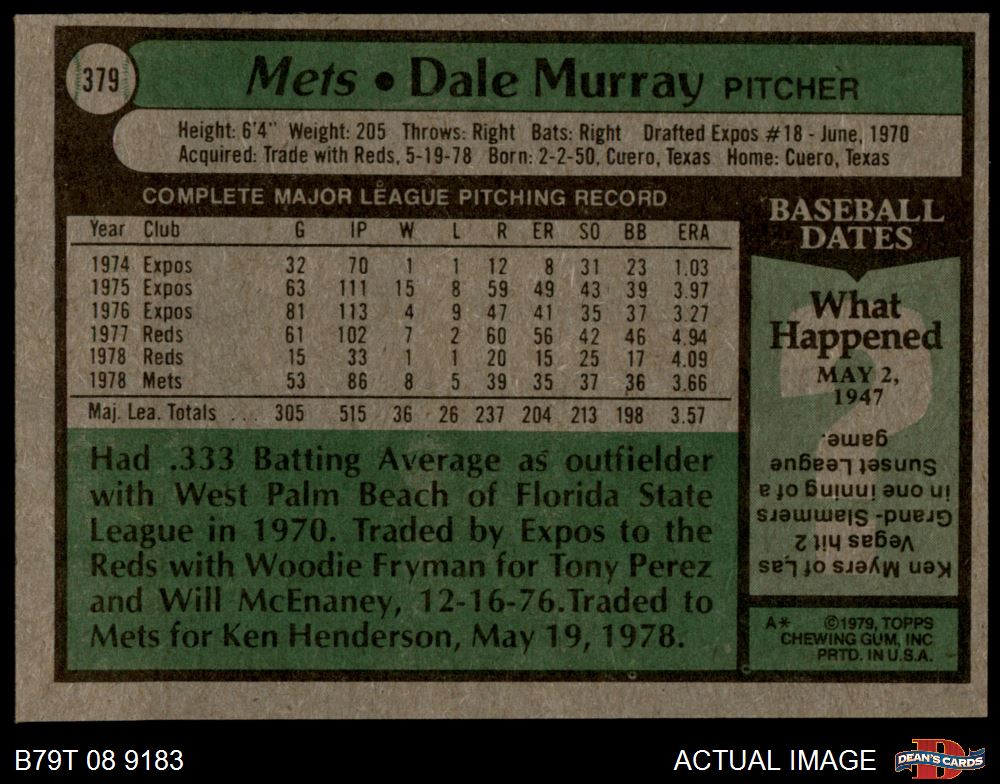 379
Mets • Dale Murray PITCHER
Height: 6'4" Weight: 205 Throws: Right Bats: Right Drafted Expos #18 - June, 1970
Acquired: Trade with Reds, 5-19-78 Born: 2-2-50, Cuero, Texas Home: Cuero, Texas
COMPLETE MAJOR LEAGUE PITCHING RECORD
Year Club G IP W L R ER SO BB ERA
1974 Expos 32 70 1 1 12 8 31 23 1.03
1975 Expos 63 111 15 8 59 49 43 39 3.97
1976 Expos 81 113 4 9 47 41 35 37 3.27
1977 Reds 61 102 7 2 60 56 42 46 4.94
1978 Reds 15 33 1 1 20 15 25 17 4.09
1978 Mets 53 86 8 5 39 35 37 36 3.66
Maj. Lea. Totals ... 305 515 36 26 237 204 213 198 3.57
Had .333 Batting Average as outfielder
with West Palm Beach of Florida State
League in 1970. Traded by Expos to the
Reds with Woodie Fryman for Tony Perez
and Will McEnaney, 12-16-76.Traded to
Mets for Ken Henderson, May 19, 1978.
BASEBALL
DATES
What
Happened
MAY 2,
1947
Ken Myers of Las
Vegas hit 2
Grand-Slammers
in one inning of a
Sunset League
game.
A* ©1979, TOPPS
CHEWING GUM, INC
PRTD. IN U.S.A.
B79T 08 9183
ACTUAL IMAGE
DEAN'S CARDS